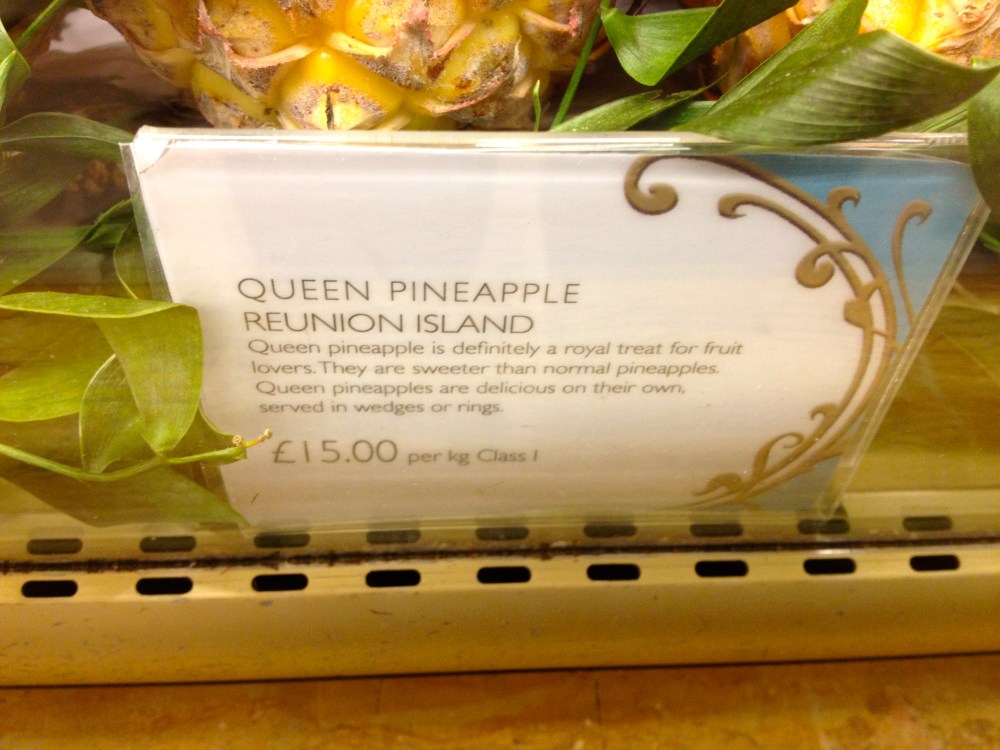 QUEEN PINEAPPLE
REUNION ISLAND
Queen pineapple is definitely a royal treat for fruit
lovers. They are sweeter than normal pineapples.
Queen pineapples are delicious on their own,
served in wedges or rings.
£15.00 per kg Class I